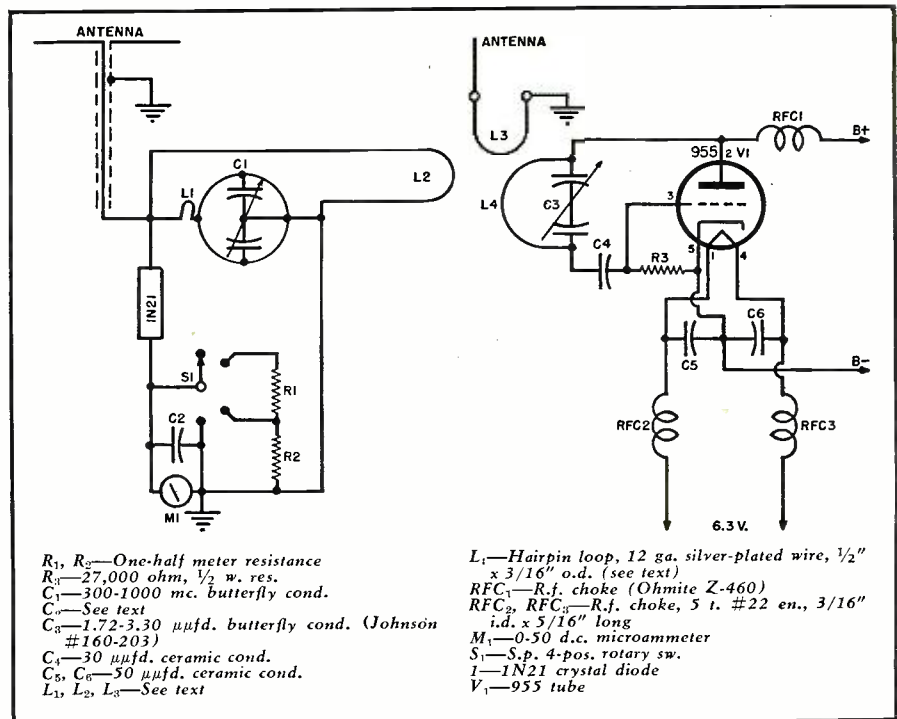 ANTENNA
C1
L1
L2
1N21
S1
R1
C2
R2
M1
ANTENNA
L3
RFC1
B+
955
2
V1
3
L4
C3
C4
R3
5
1
4
C6
C5
B-
RFC2
RFC3
6.3 V.
R₁, R₂—One-half meter resistance
R₃—27,000 ohm, 1/2 w. res.
C₁—300-1000 mc. butterfly cond.
C₂—See text
C₃—1.72-3.30 μμfd. butterfly cond. (Johnson
#160-203)
C₄—30 μμfd. ceramic cond.
C₅, C₆—50 μμfd. ceramic cond.
L₁, L₂, L₃—See text
L₄—Hairpin loop, 12 ga. silver-plated wire, 1/2"
x 3/16" o.d. (see text)
RFC₁—R.f. choke (Ohmite Z-460)
RFC₂, RFC₃—R.f. choke, 5 t. #22 en., 3/16"
i.d. x 5/16" long
M₁—0-50 d.c. microammeter
S₁—S.p. 4-pos. rotary sw.
1—1N21 crystal diode
V₁—955 tube